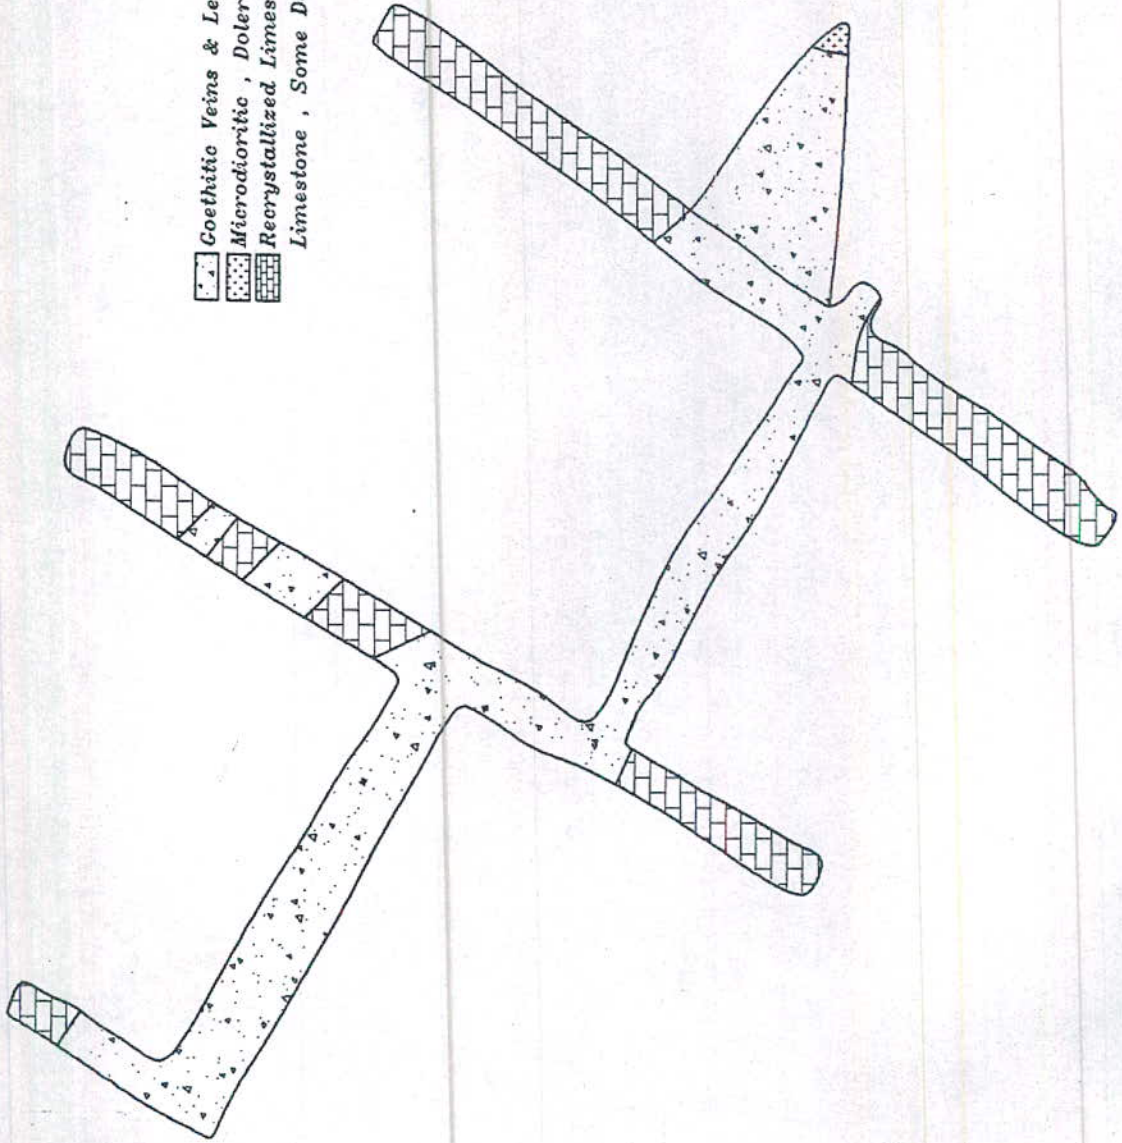 Goethitic Veins & Le
Microdioritic , Doler
Recrystallized Limes
Limestone , Some D